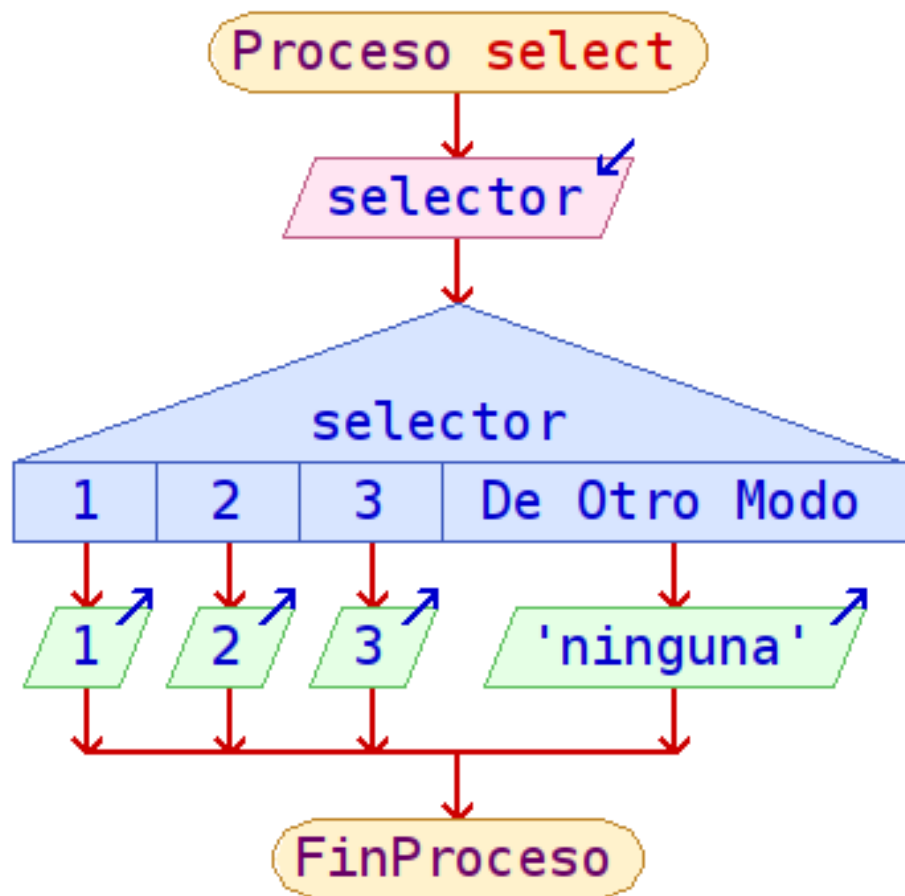 Proceso select
selector
selector
1 2 3 De Otro Modo
1 2 3 'ninguna'
FinProceso